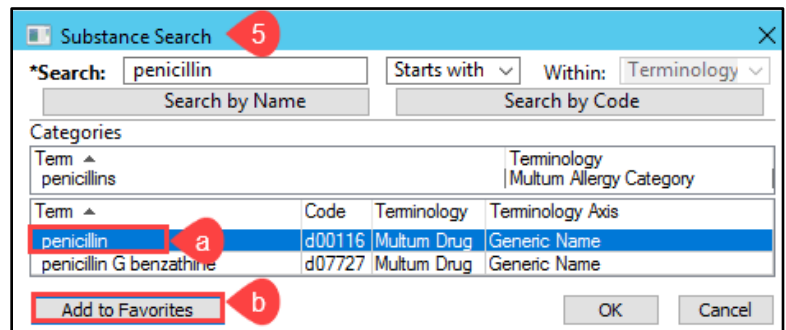 Substance Search 5
*Search: penicillin Starts with Within: Terminology
Search by Name Search by Code
Categories
Term Terminology
penicillins Multum Allergy Category
Term Code Terminology Terminology Axis
penicillin a d00116 Multum Drug Generic Name
penicillin G benzathine d07727 Multum Drug Generic Name
Add to Favorites b OK Cancel